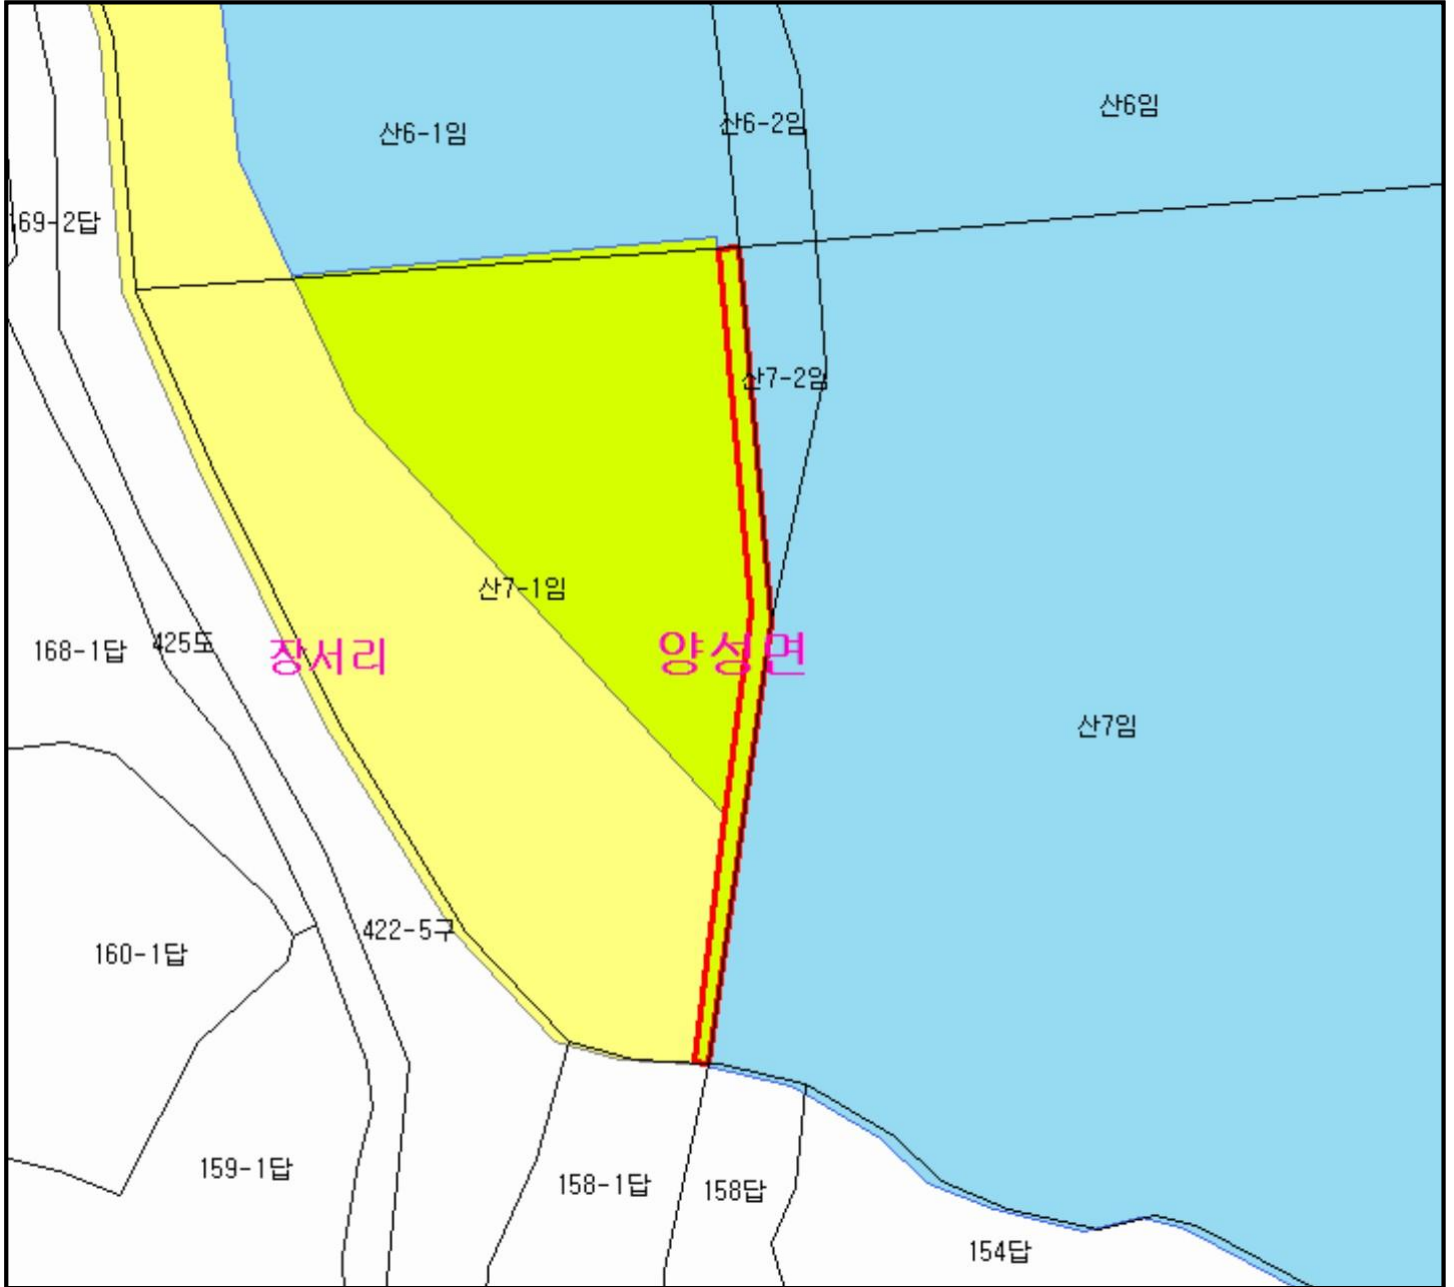 산6임
산6-2임
산6-1임
69-2답
산7-2임
산7-1임
425도
168-1답
장서리
양성면
산7임
422-5구
160-1답
159-1답
158-1답
158답
154답